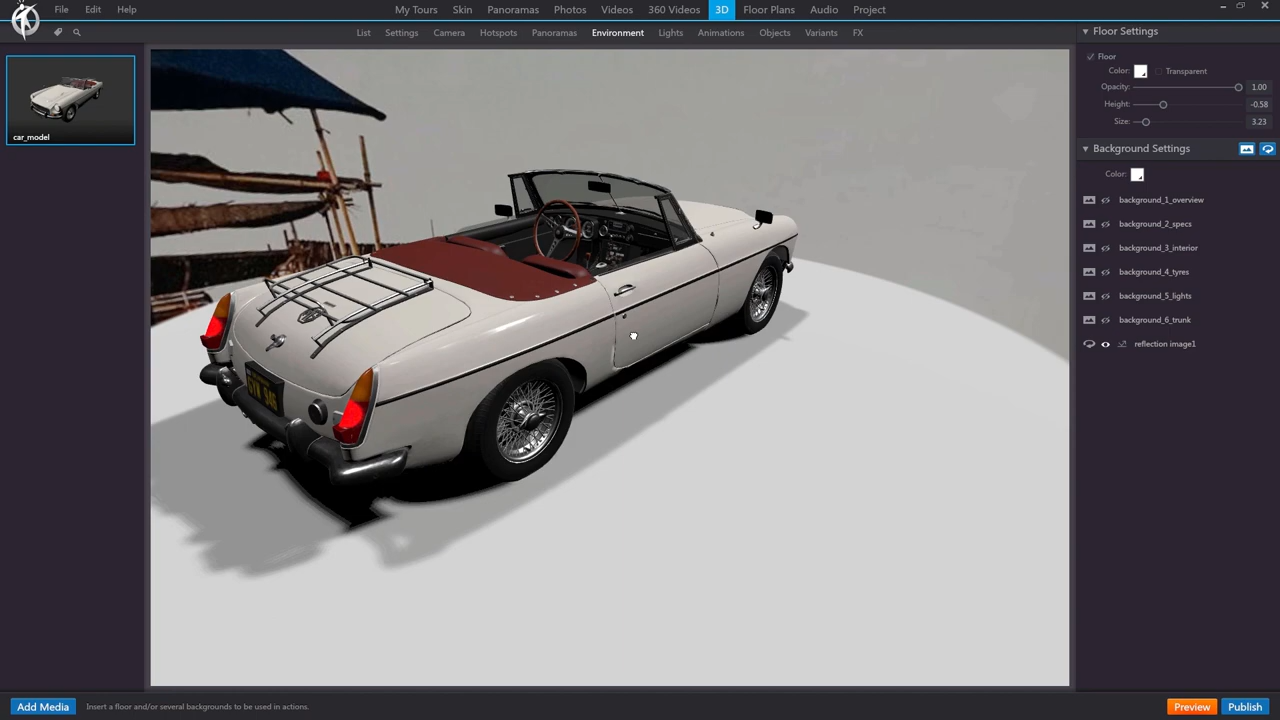 File Edit Help
My Tours Skin Panoramas Photos Videos 360 Videos 3D Floor Plans Audio Project
List Settings Camera Hotspots Panoramas Environment Lights Animations Objects Variants FX
car_model
Floor Settings
Floor
Color: Transparent
Opacity: 1.00
Height: -0.58
Size: 3.23
Background Settings
Color:
background_1_overview
background_2_specs
background_3_interior
background_4_tyres
background_5_lights
background_6_trunk
reflection image1
Add Media Insert a floor and/or several backgrounds to be used in actions. Preview Publish